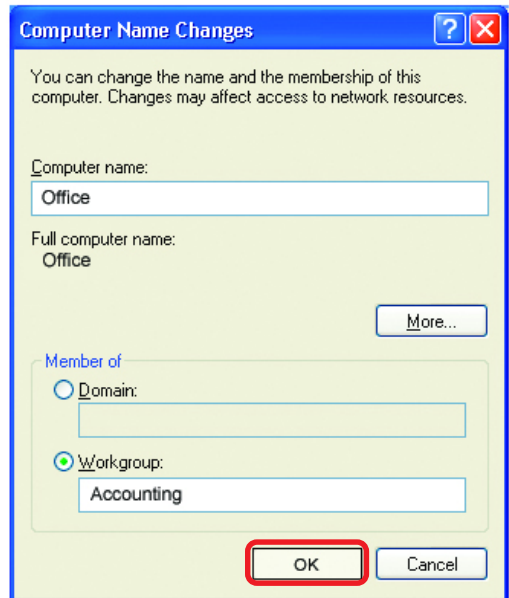 Computer Name Changes
You can change the name and the membership of this
computer. Changes may affect access to network resources.
Computer name:
Office
Full computer name:
Office
More...
Member of
Domain:
Workgroup:
Accounting
OK Cancel